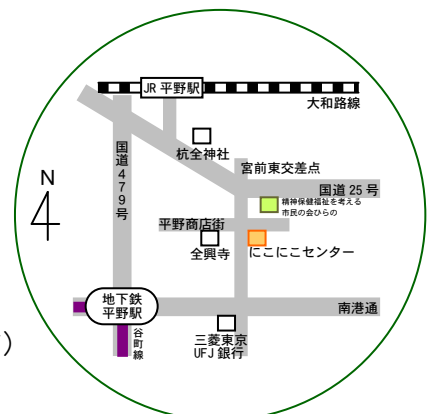 JR 平野駅
大和路線
国道479号
杭全神社
宮前東交差点
国道 25 号
精神保健福祉を考える
市民の会ひらの
N
平野商店街
全興寺
にこにこセンター
地下鉄
平野駅
南港通
谷町線
三菱東京
UFJ 銀行
)